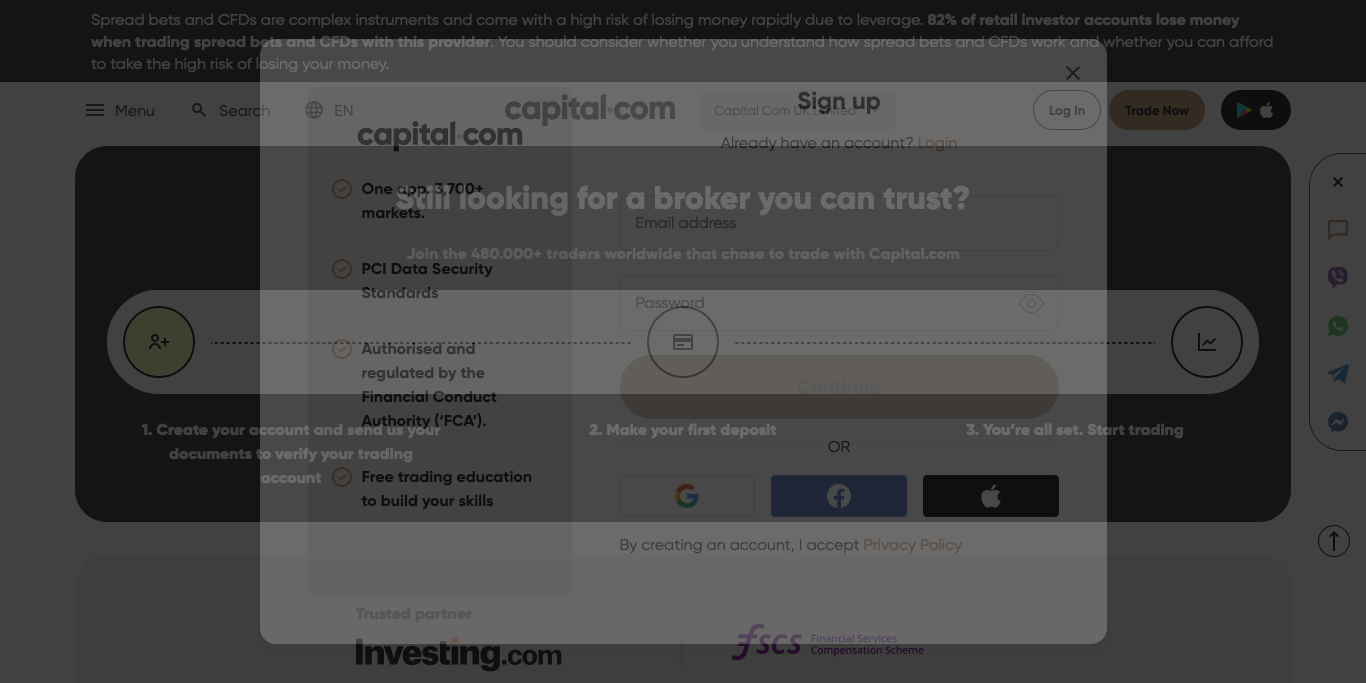 Spread bets and CFDs are complex instruments and come with a high risk of losing money rapidly due to leverage. 82% of retail investor accounts lose money
when trading spread bets and CFDs with this provider. You should consider whether you understand how spread bets and CFDs work and whether you can afford
to take the high risk of losing your money.
Menu
Search
EN
capital.com
Capital Com UK Limited
Log In
Trade Now
Still looking for a broker you can trust?
Join the 480.000+ traders worldwide that chose to trade with Capital.com
1. Create your account and send us your
documents to verify your trading
account
2. Make your first deposit
3. You're all set. Start trading
capital.com
One app. 3,700+
markets.
PCI Data Security
Standards
Authorised and
regulated by the
Financial Conduct
Authority (‘FCA’).
Free trading education
to build your skills
Sign up
Already have an account? Login
Email address
Password
Continue
OR
By creating an account, I accept Privacy Policy
Trusted partner
Investing.com
fscs
Financial Services
Compensation Scheme